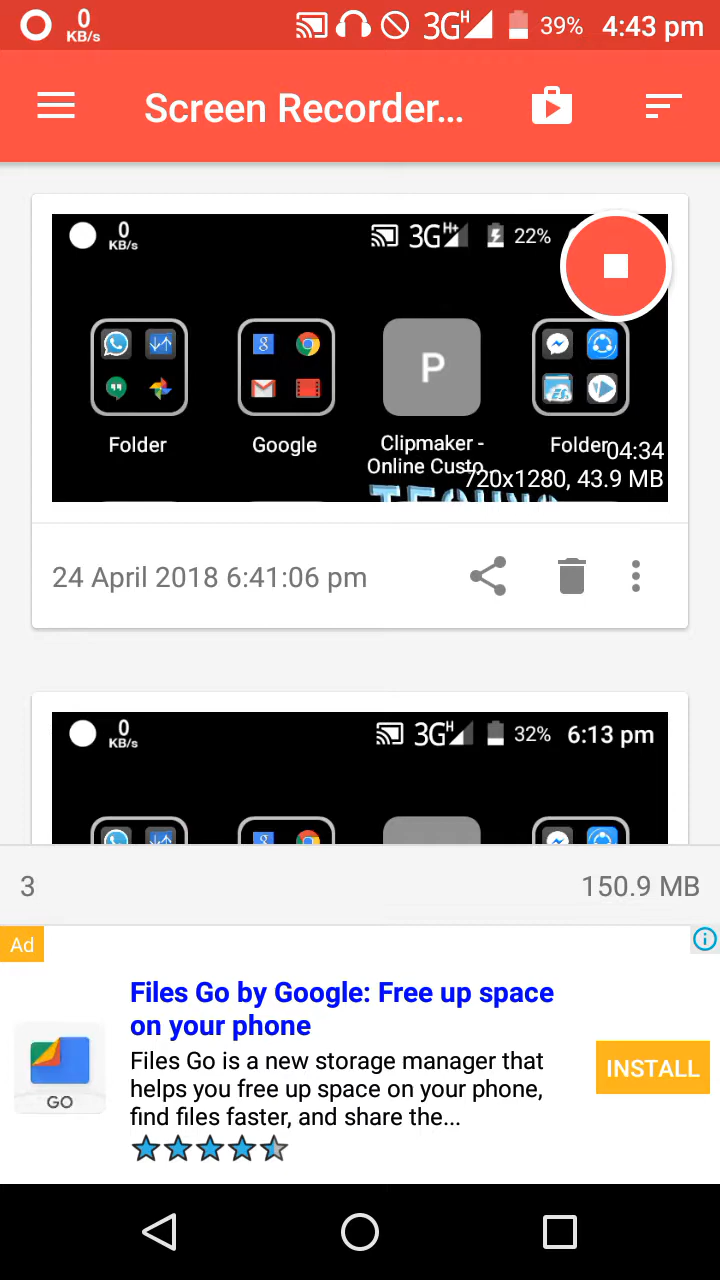 0
KB/s
3G H 39% 4:43 pm
Screen Recorder...
0
KB/s
3G H+ 22%
P
Folder
Google
Clipmaker -
Online Custo...
Folder
04:34
720x1280, 43.9 MB
24 April 2018 6:41:06 pm
0
KB/s
3G H 32% 6:13 pm
3
150.9 MB
Ad
Files Go by Google: Free up space
on your phone
Files Go is a new storage manager that
helps you free up space on your phone,
find files faster, and share the...
GO
INSTALL